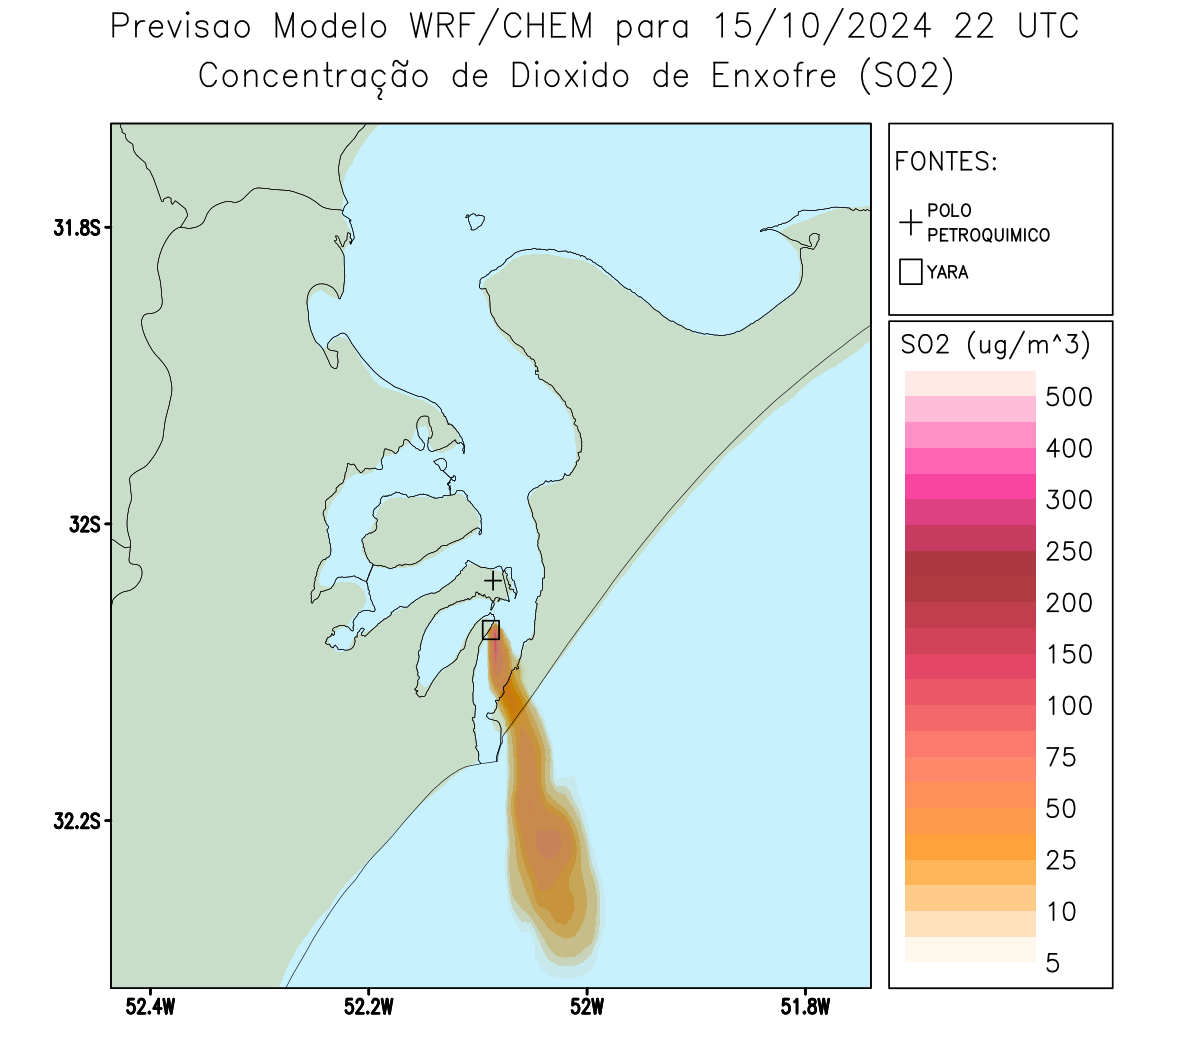 Previsao Modelo WRF/CHEM para 15/10/2024 22 UTC
Concentração de Dioxido de Enxofre (SO2)
FONTES:
POLO
PETROQUIMICO
YARA
31.8S
32S
32.2S
52.4W
52.2W
52W
51.8W
SO2 (ug/m^3)
500
400
300
250
200
150
100
75
50
25
10
5